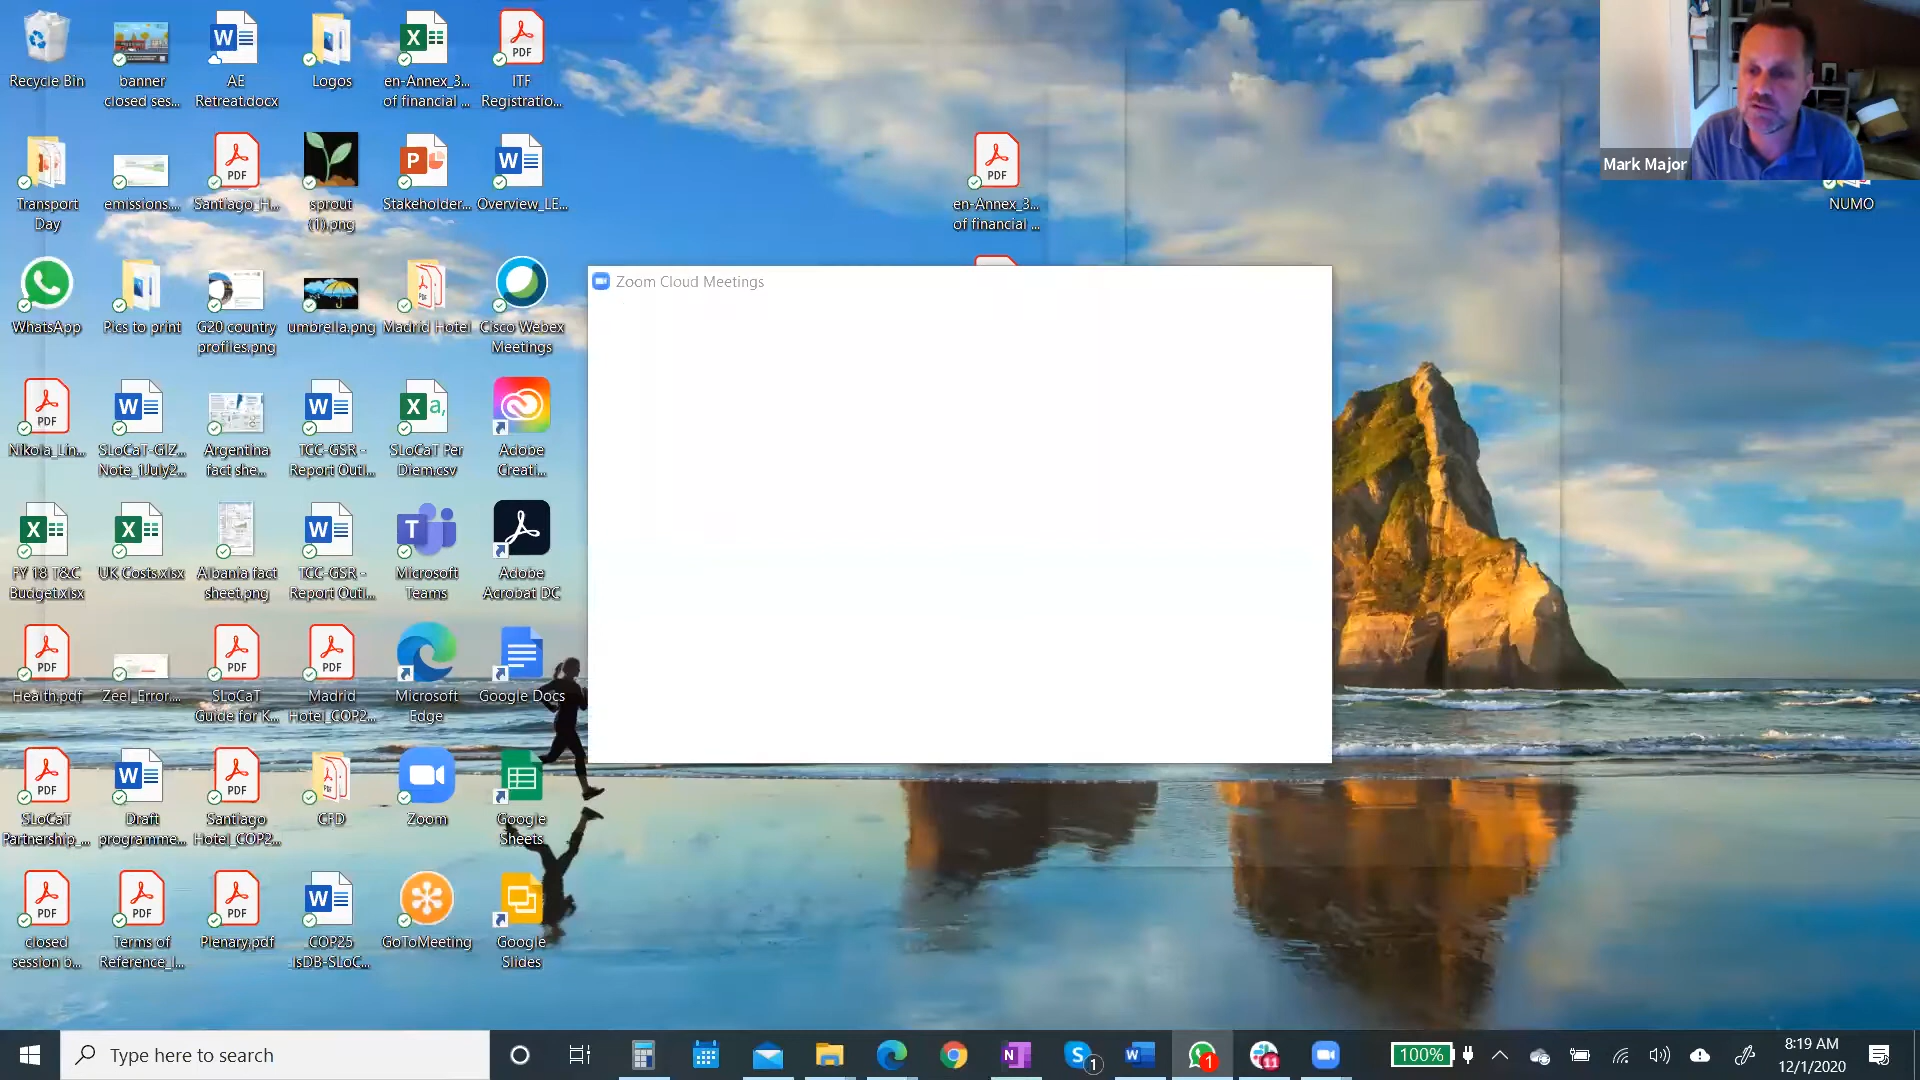 Recycle Bin
banner
closed ses...
AE
Retreat.docx
Logos
en-Annex_3...
of financial ...
ITF
Registratio...
Transport
Day
emissions....
Santiago_H...
sprout
(1).png
Stakeholder...
Overview_LE...
en-Annex_3...
of financial ...
Mark Major
NUMO
WhatsApp
Pics to print
G20 country
profiles.png
umbrella.png
Madrid Hotel
Cisco Webex
Meetings
Zoom Cloud Meetings
Nikola_Lin...
SLoCaT-GIZ...
Note_1July2...
Argentina
fact she...
TCC-GSR -
Report Outl...
SLoCaT Per
Diem.csv
Adobe
Creati...
FY 18 T&C
Budget.xlsx
UK Costs.xlsx
Albania fact
sheet.png
TCC-GSR -
Report Outl...
Microsoft
Teams
Adobe
Acrobat DC
Health.pdf
Zeel_Error....
SLoCaT
Guide for K...
Madrid
Hotel_COP2...
Microsoft
Edge
Google Docs
SLoCaT
Partnership_...
Draft
programme...
Santiago
Hotel_COP2...
CFD
Zoom
Google
Sheets
closed
session b...
Terms of
Reference_I...
Plenary.pdf
COP25
IsDB-SLoC...
GoToMeeting
Google
Slides
Type here to search
1
1
11
100%
8:19 AM
12/1/2020